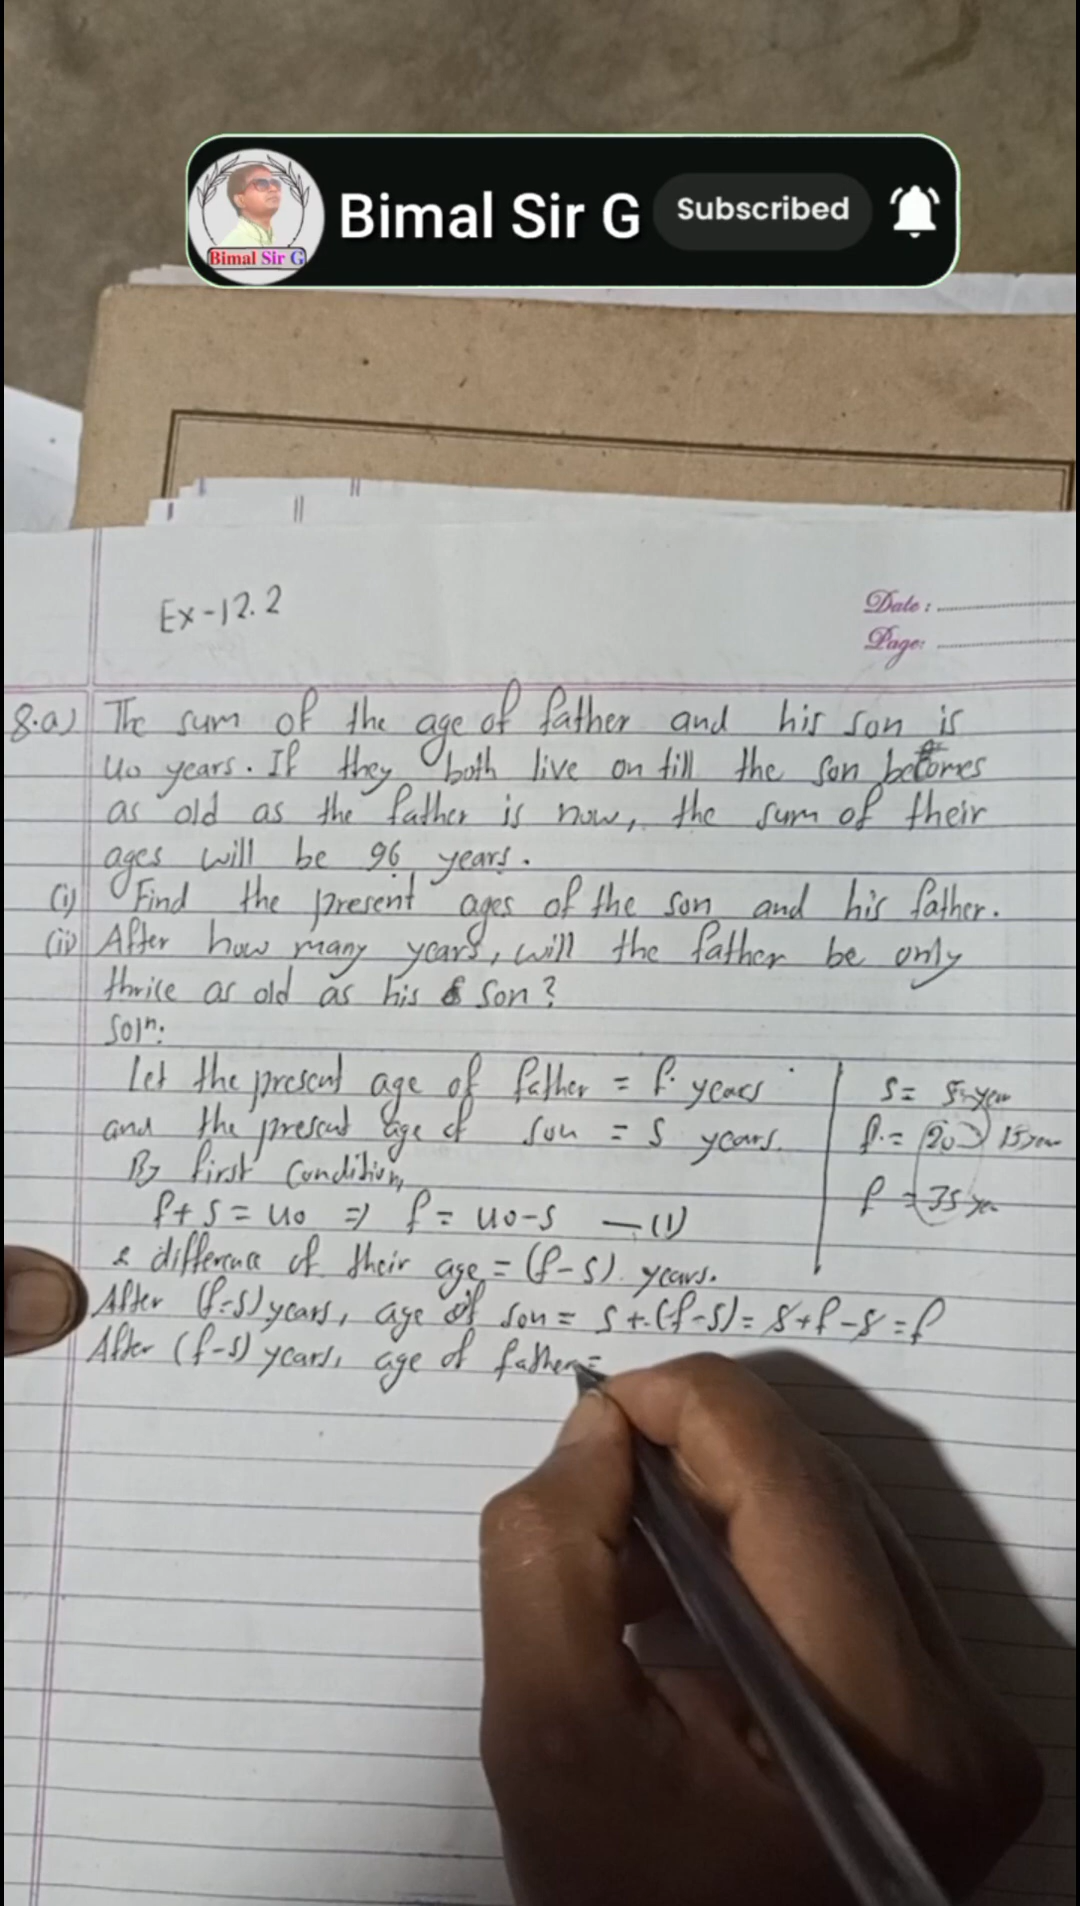 Bimal Sir G
Subscribed
Bimal Sir G
Ex-12.2
Date:
Page:
8.a) The sum of the age of father and his son is
40 years. If they both live on till the son becomes
as old as the father is now, the sum of their
ages will be 96 years.
(i) Find the present ages of the son and his father.
(ii) After how many years, will the father be only
thrice as old as his son?
Solⁿ:
Let the present age of father = f years
and the present age of son = s years.
By first condition,
f + s = 40 => f = 40-s — (1)
& difference of their age = (f-s) years.
After (f-s) years, age of son = s + (f-s) = s+f-s = f
After (f-s) years, age of father =
s = 5 year
f = 20 15 year
f = 35 yea